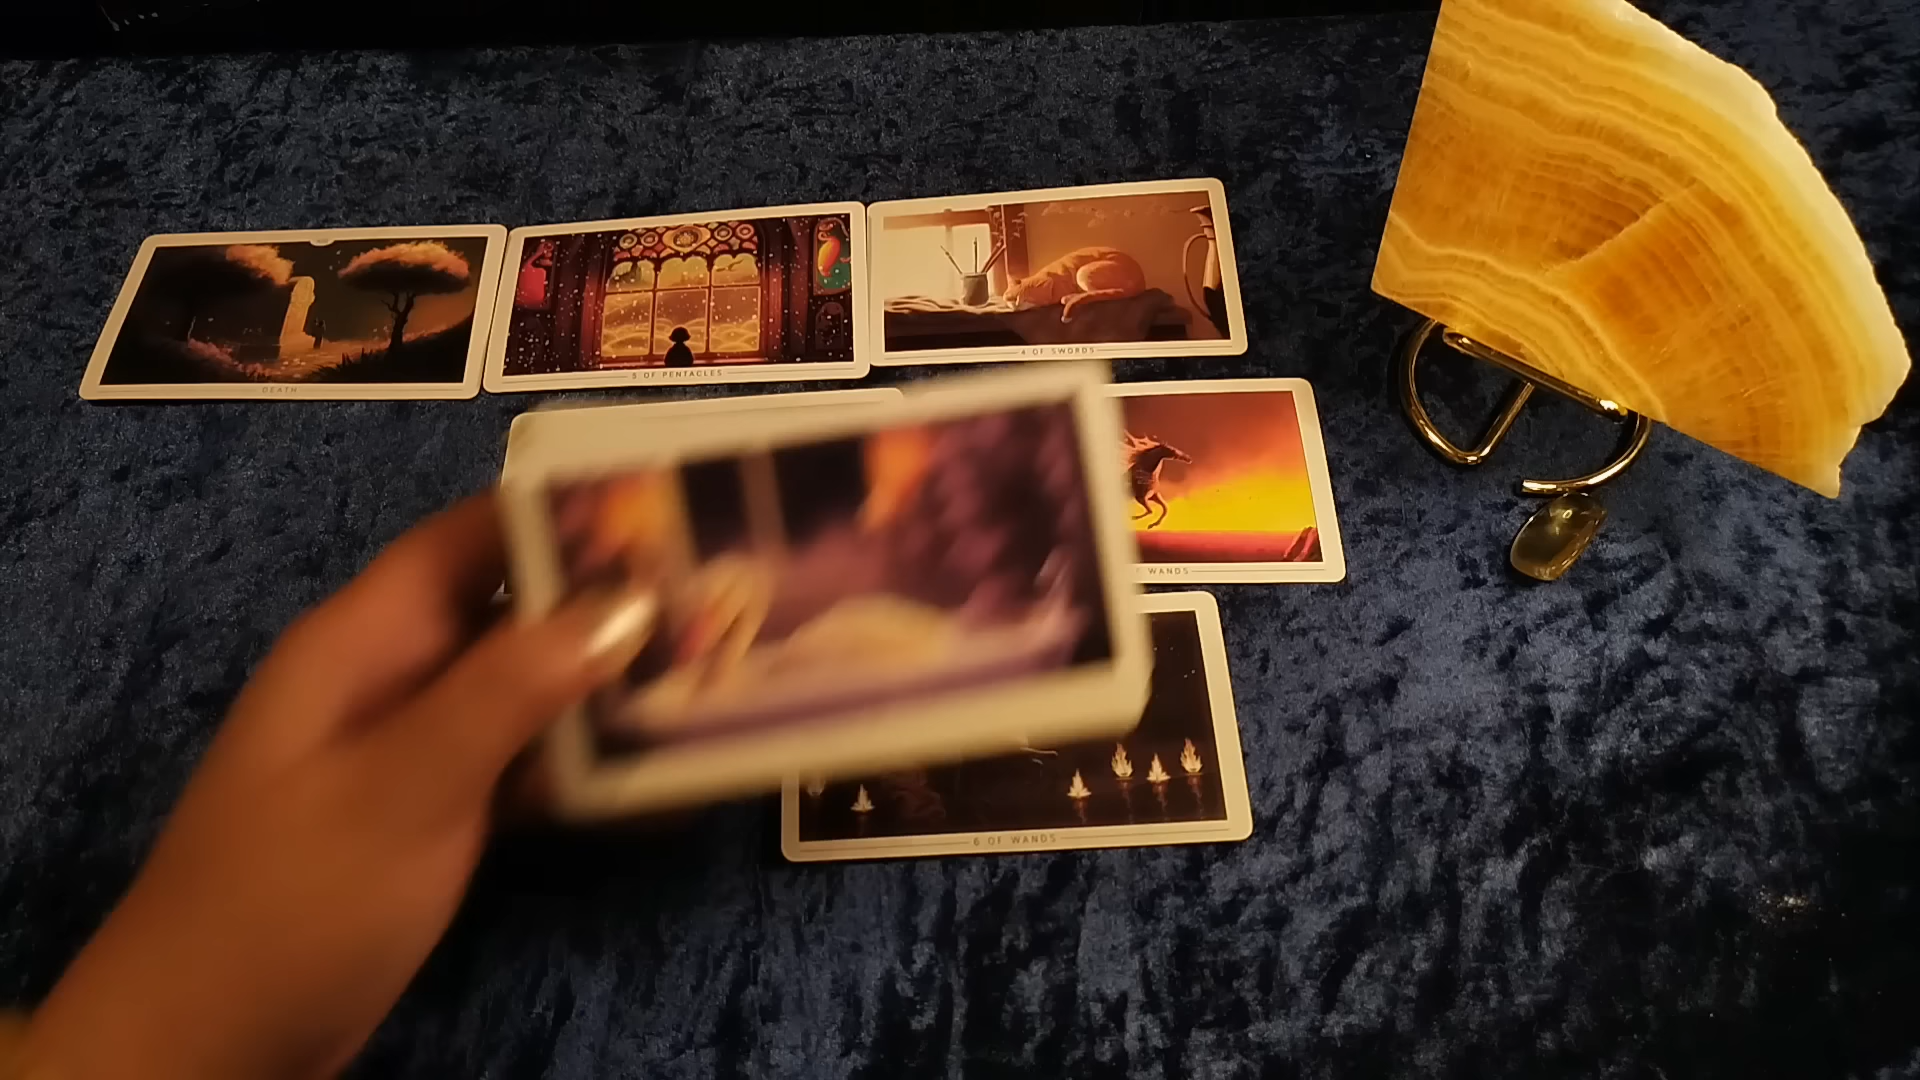 DEATH
5 OF PENTACLES
4 OF SWORDS
WANDS
6 OF WANDS